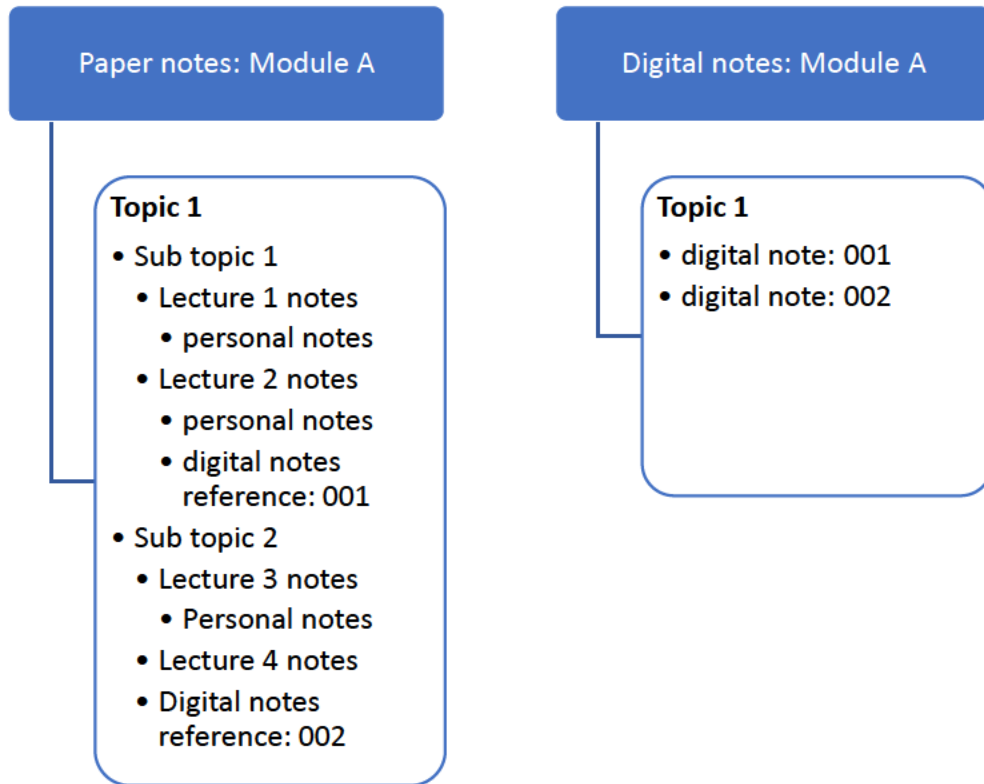 Paper notes: Module A
Topic 1
• Sub topic 1
• Lecture 1 notes
• personal notes
• Lecture 2 notes
• personal notes
• digital notes
reference: 001
• Sub topic 2
• Lecture 3 notes
• Personal notes
• Lecture 4 notes
• Digital notes
reference: 002
Digital notes: Module A
Topic 1
• digital note: 001
• digital note: 002